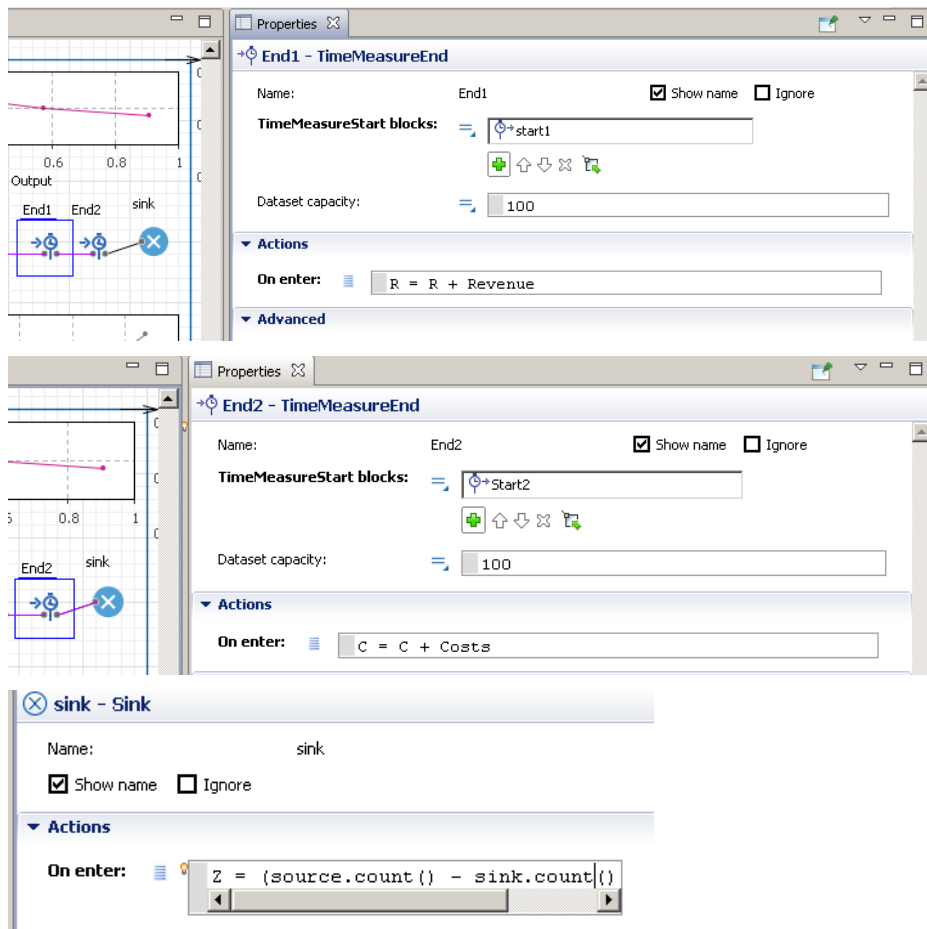 Properties
End1 - TimeMeasureEnd
Name: End1 Show name Ignore
TimeMeasureStart blocks: start1
0.6 0.8 1
Output
End1 End2 sink
Dataset capacity: 100
Actions
On enter: R = R + Revenue
Advanced
Properties
End2 - TimeMeasureEnd
Name: End2 Show name Ignore
TimeMeasureStart blocks: Start2
0.8 1
End2 sink
Dataset capacity: 100
Actions
On enter: C = C + Costs
sink - Sink
Name: sink
Show name Ignore
Actions
On enter: Z = (source.count() - sink.count()